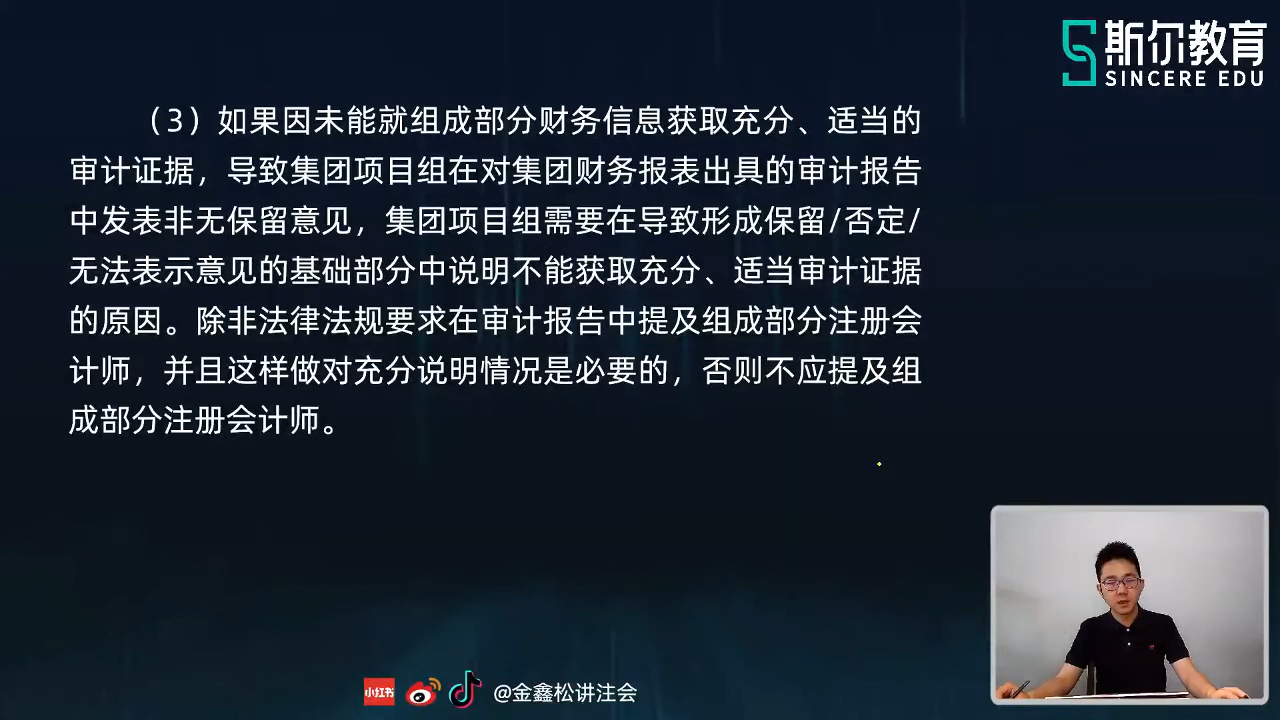 斯尔教育
SINCERE EDU
（3）如果因未能就组成部分财务信息获取充分、适当的
审计证据，导致集团项目组在对集团财务报表出具的审计报告
中发表非无保留意见，集团项目组需要在导致形成保留/否定/
无法表示意见的基础部分中说明不能获取充分、适当审计证据
的原因。除非法律法规要求在审计报告中提及组成部分注册会
计师，并且这样做对充分说明情况是必要的，否则不应提及组
成部分注册会计师。
小红书
@金鑫松讲注会